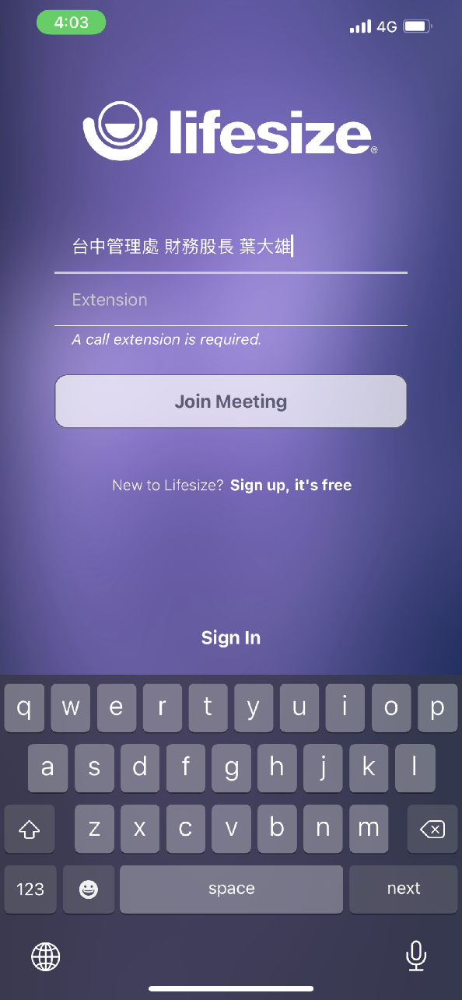 4:03 4G
lifesize®
台中管理處 財務股長 葉大雄
Extension
A call extension is required.
Join Meeting
New to Lifesize? Sign up, it's free
Sign In
q w e r t y u i o p
a s d f g h j k l
z x c v b n m
123 space next